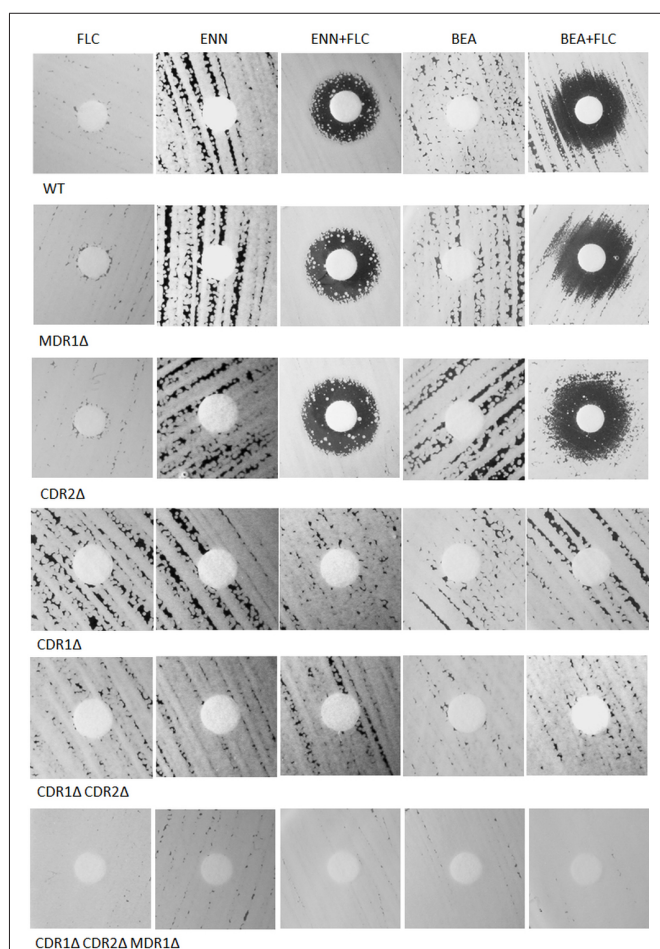 FLC ENN ENN+FLC BEA BEA+FLC
WT
MDR1Δ
CDR2Δ
CDR1Δ
CDR1Δ CDR2Δ
CDR1Δ CDR2Δ MDR1Δ